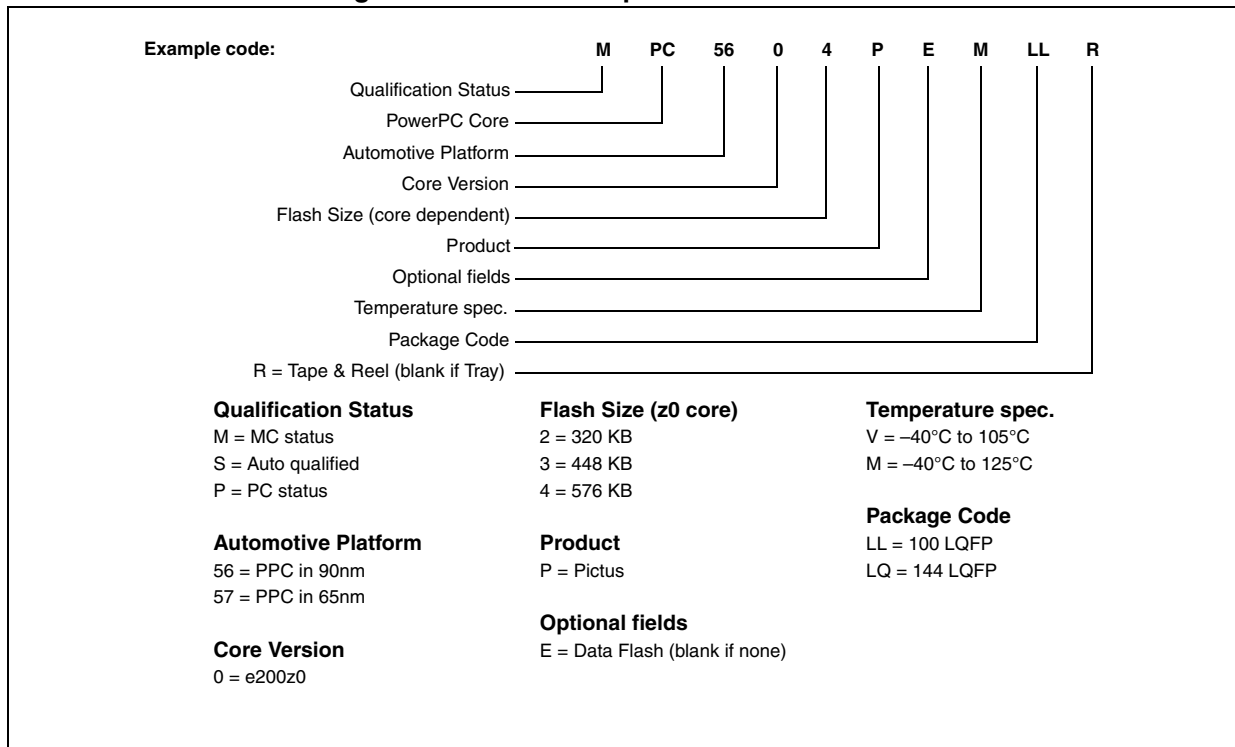 Example code: M PC 56 0 4 P E M LL R
Qualification Status
PowerPC Core
Automotive Platform
Core Version
Flash Size (core dependent)
Product
Optional fields
Temperature spec.
Package Code
R = Tape & Reel (blank if Tray)
Qualification Status
M = MC status
S = Auto qualified
P = PC status
Automotive Platform
56 = PPC in 90nm
57 = PPC in 65nm
Core Version
0 = e200z0
Flash Size (z0 core)
2 = 320 KB
3 = 448 KB
4 = 576 KB
Product
P = Pictus
Optional fields
E = Data Flash (blank if none)
Temperature spec.
V = –40°C to 105°C
M = –40°C to 125°C
Package Code
LL = 100 LQFP
LQ = 144 LQFP